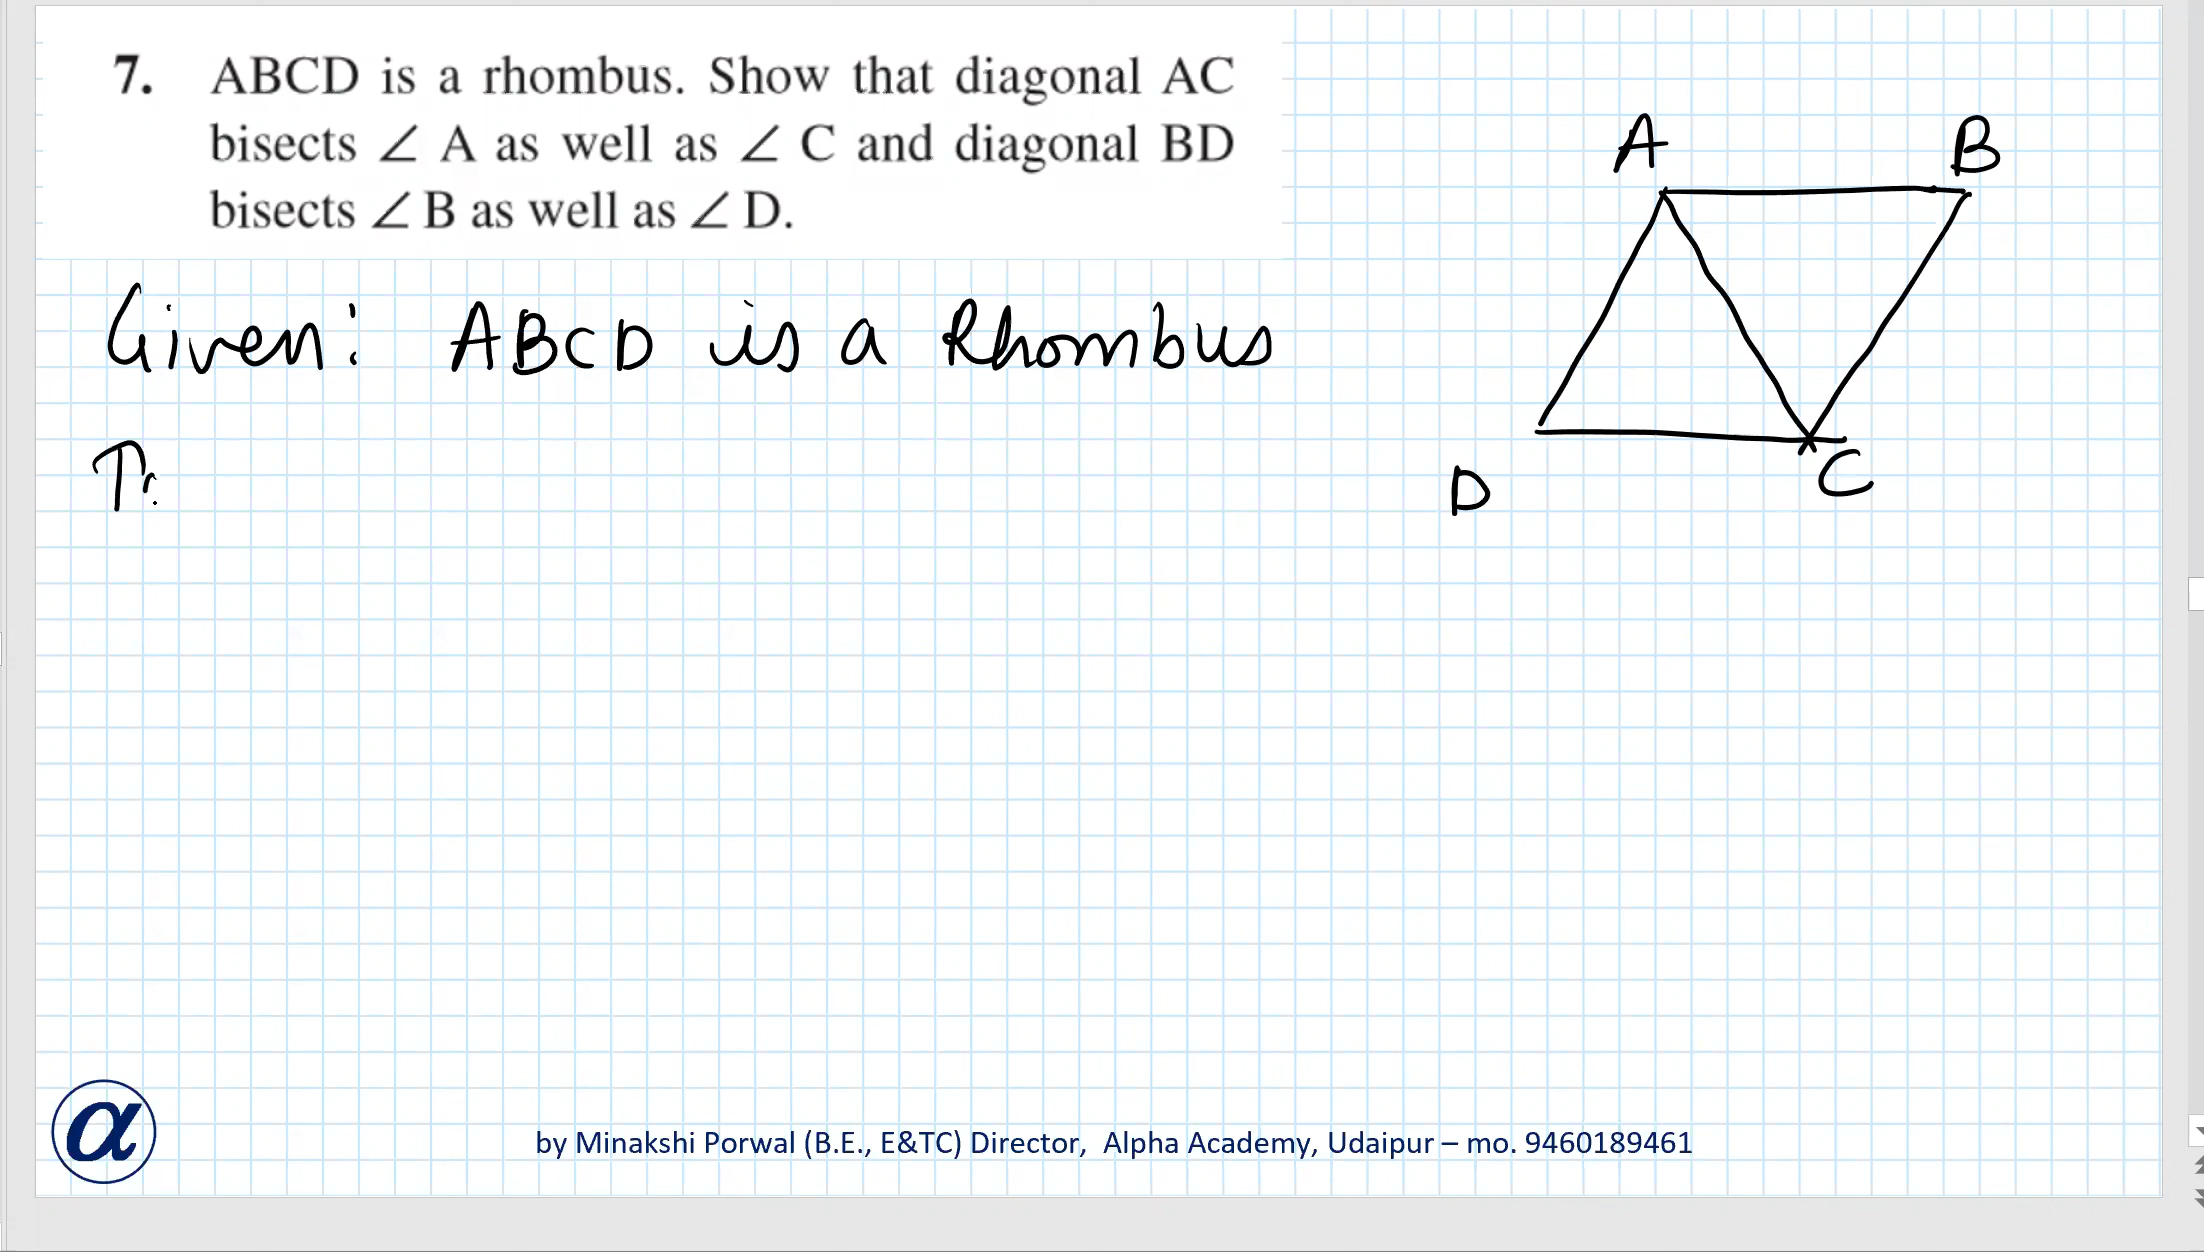 7. ABCD is a rhombus. Show that diagonal AC
bisects ∠ A as well as ∠ C and diagonal BD
bisects ∠ B as well as ∠ D.
A B
Given: ABCD is a Rhombus
D C
α
by Minakshi Porwal (B.E., E&TC) Director, Alpha Academy, Udaipur – mo. 9460189461